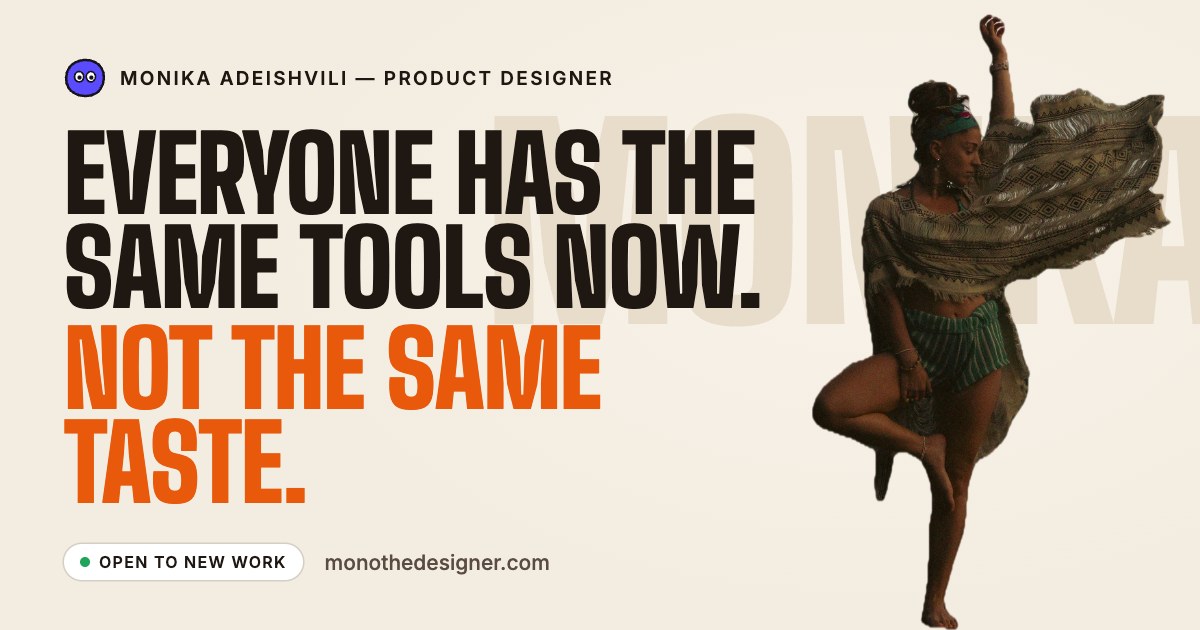 MONIKA ADEISHVILI — PRODUCT DESIGNER
EVERYONE HAS THE
SAME TOOLS NOW.
NOT THE SAME
TASTE.
OPEN TO NEW WORK
monothedesigner.com